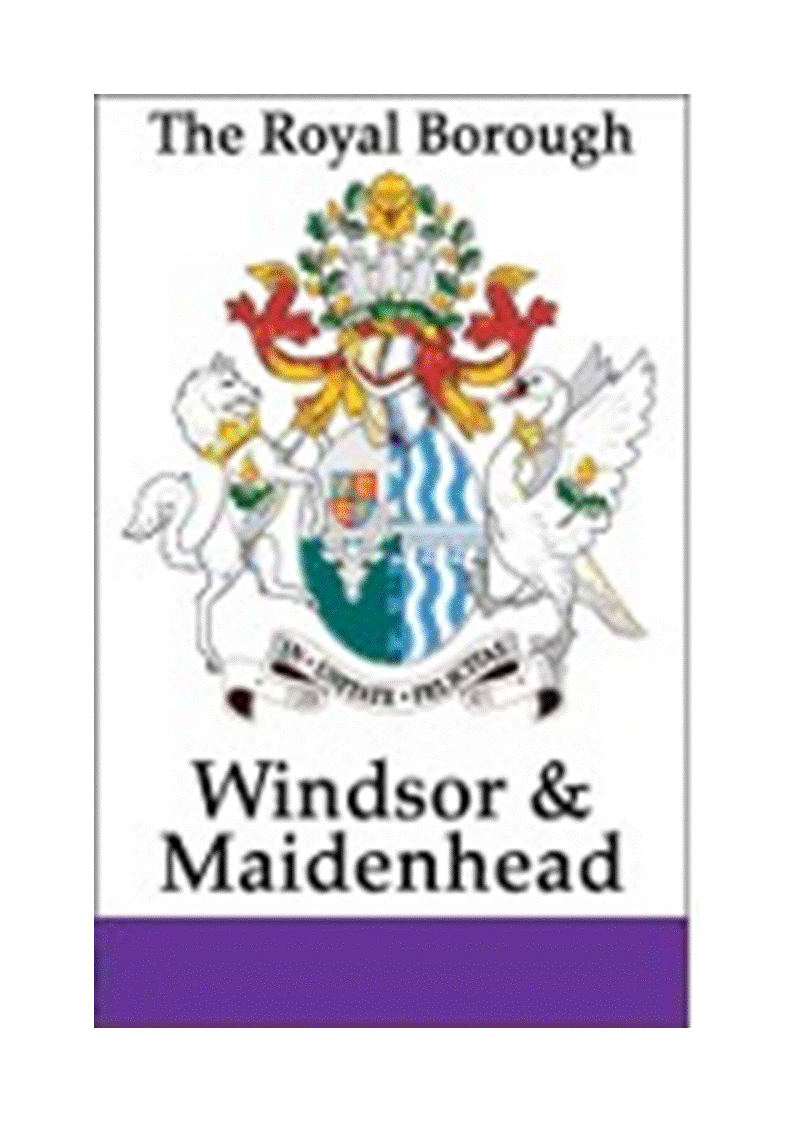 The Royal Borough
IN • UNITATE • FELICITAS
Windsor &
Maidenhead